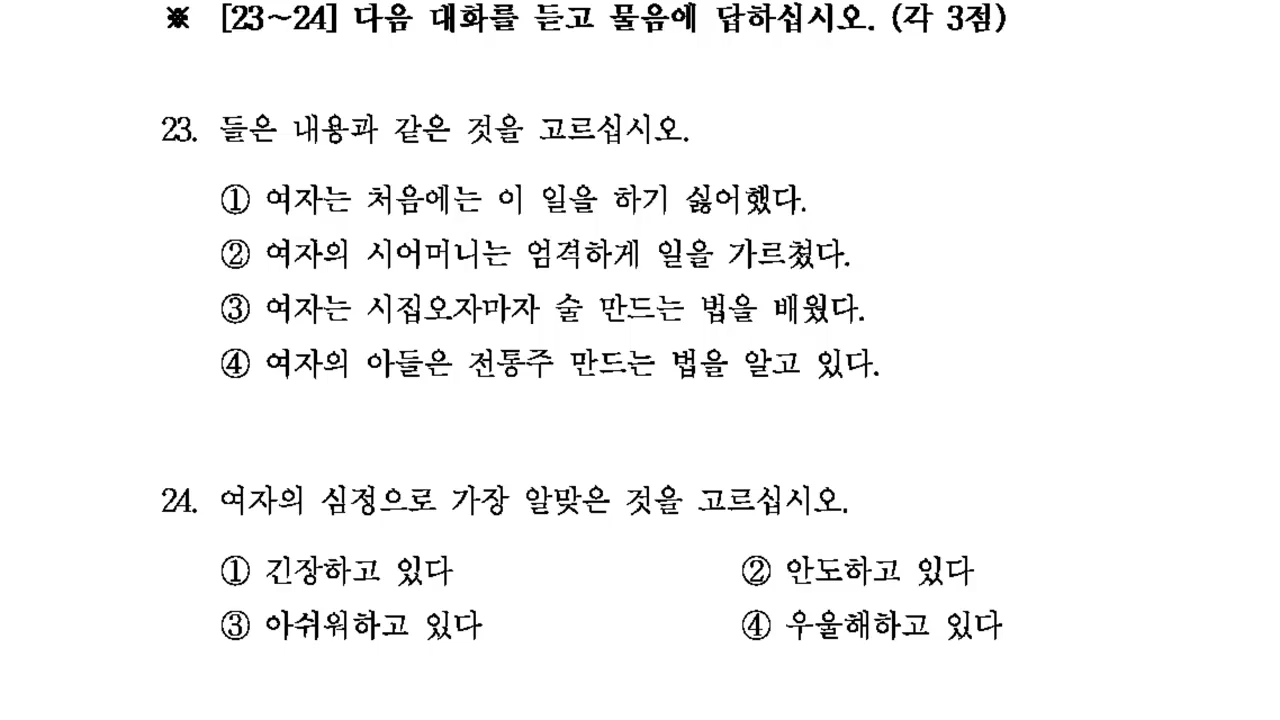 ※ [23~24] 다음 대화를 듣고 물음에 답하십시오. (각 3점)
23. 들은 내용과 같은 것을 고르십시오.
① 여자는 처음에는 이 일을 하기 싫어했다.
② 여자의 시어머니는 엄격하게 일을 가르쳤다.
③ 여자는 시집오자마자 술 만드는 법을 배웠다.
④ 여자의 아들은 전통주 만드는 법을 알고 있다.
24. 여자의 심정으로 가장 알맞은 것을 고르십시오.
① 긴장하고 있다 ② 안도하고 있다
③ 아쉬워하고 있다 ④ 우울해하고 있다